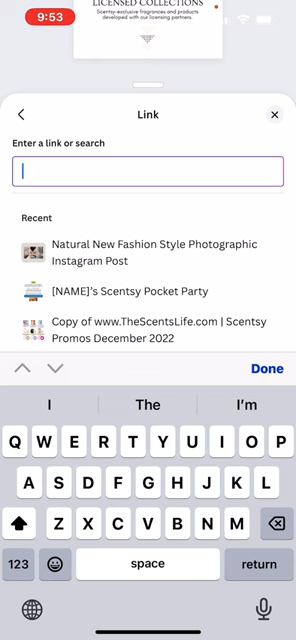 9:53
LICENSED COLLECTIONS
Scentsy-exclusive fragrances and products
developed with our licensing partners.
Link
Enter a link or search
Recent
Natural New Fashion Style Photographic
Instagram Post
[NAME]'s Scentsy Pocket Party
Copy of www.TheScentsLife.com | Scentsy
Promos December 2022
Done
I The I'm
Q W E R T Y U I O P
A S D F G H J K L
Z X C V B N M
123 space return